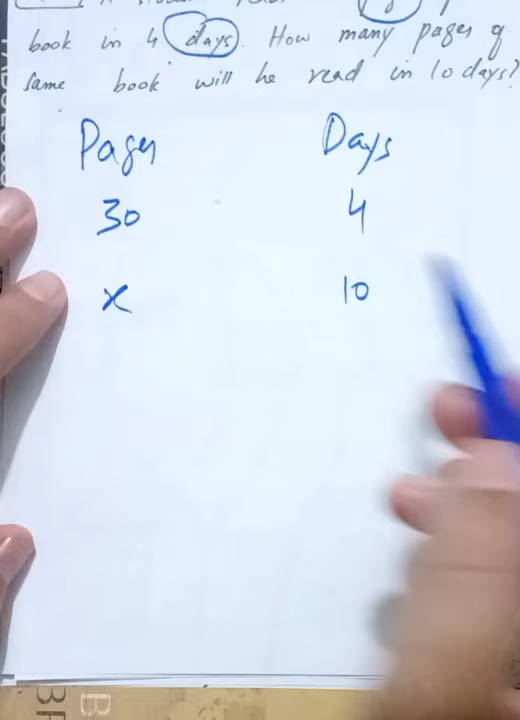 book in 4 days. How many pages of
same book will he read in 10 days?
Pages Days
30 4
x 10